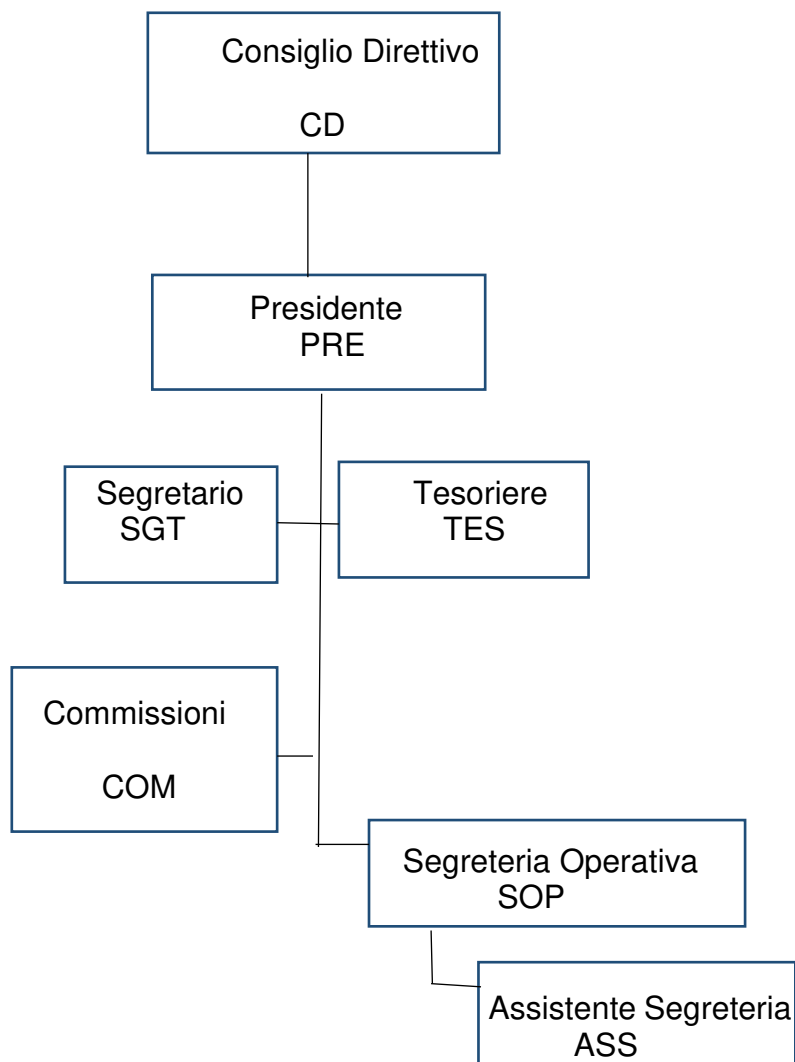 Consiglio Direttivo
CD
Presidente
PRE
Segretario
SGT
Tesoriere
TES
Commissioni
COM
Segreteria Operativa
SOP
Assistente Segreteria
ASS